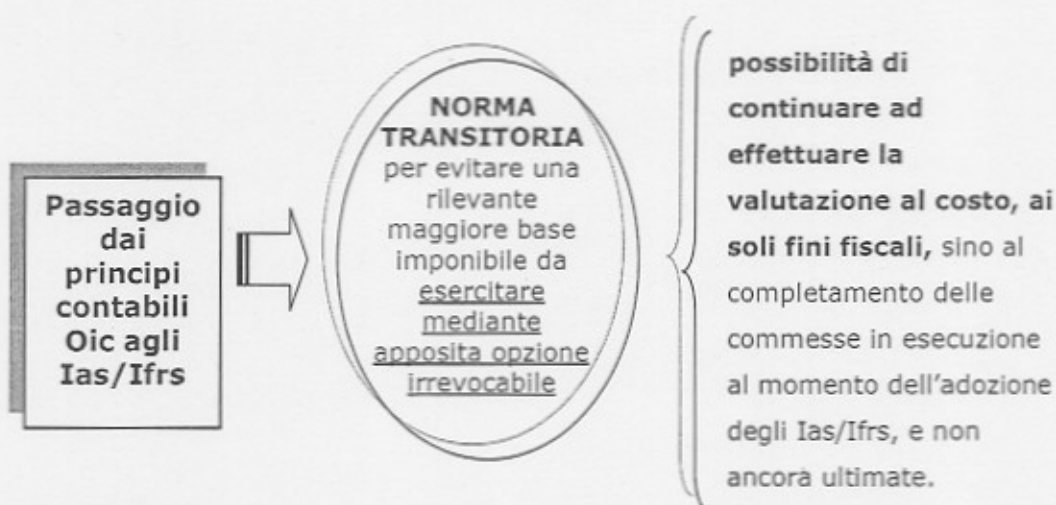 Passaggio
dai
principi
contabili
Oic agli
Ias/Ifrs
NORMA
TRANSITORIA
per evitare una
rilevante
maggiore base
imponibile da
esercitare
mediante
apposita opzione
irrevocabile
possibilità di
continuare ad
effettuare la
valutazione al costo, ai
soli fini fiscali, sino al
completamento delle
commesse in esecuzione
al momento dell'adozione
degli Ias/Ifrs, e non
ancora ultimate.